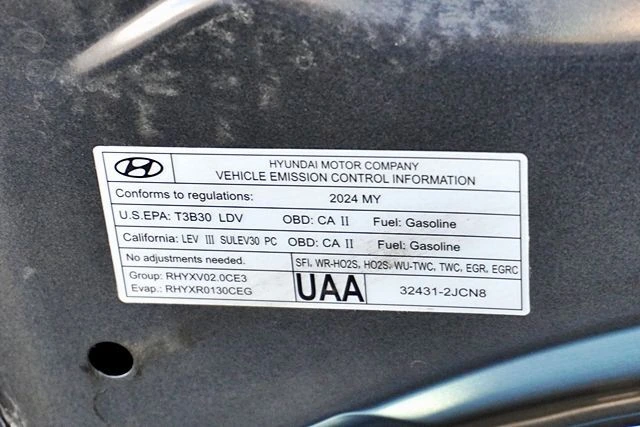 HYUNDAI MOTOR COMPANY
VEHICLE EMISSION CONTROL INFORMATION
Conforms to regulations: 2024 MY
U.S.EPA: T3B30 LDV OBD: CA II Fuel: Gasoline
California: LEV III SULEV30 PC OBD: CA II Fuel: Gasoline
No adjustments needed. SFI, WR-HO2S, HO2S, WU-TWC, TWC, EGR, EGRC
Group: RHYXV02.0CE3
Evap.: RHYXR0130CEG
UAA 32431-2JCN8